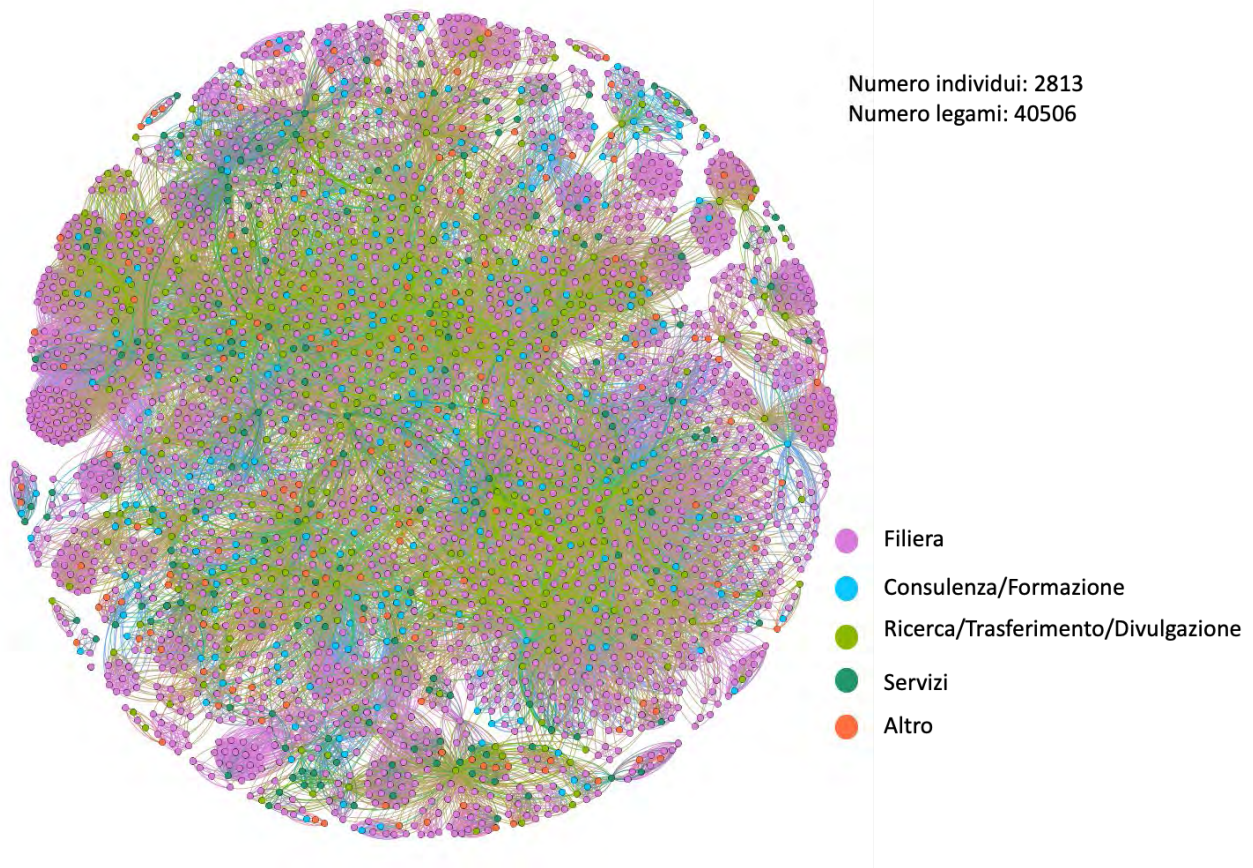 Numero individui: 2813
Numero legami: 40506
Filiera
Consulenza/Formazione
Ricerca/Trasferimento/Divulgazione
Servizi
Altro